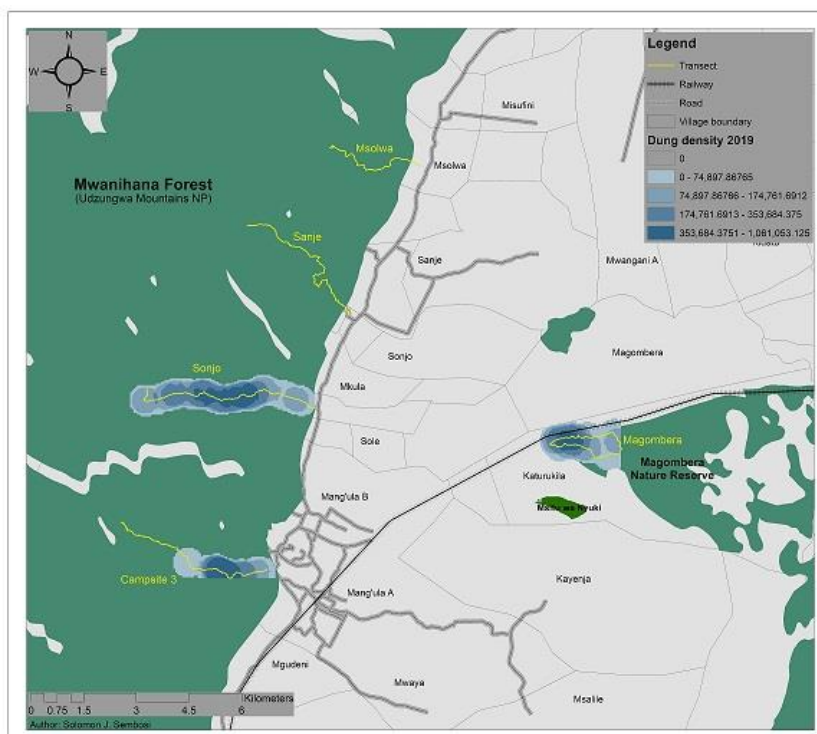 N
W E
S
Legend
Transect
Railway
Road
Village boundary
Dung density 2019
0
0 - 74,897.86765
74,897.86766 - 174,761.6912
174,761.6913 - 353,684.375
353,684.3751 - 1,061,053.125
Misufini
Msolwa
Msolwa
Mwanihana Forest
(Udzungwa Mountains NP)
Sanje
Sanje
Mwangani A
Sonjo
Magombera
Sonjo
Mkula
Sole
Magombera
Magombera
Nature Reserve
Katurukila
Mang'ula B
Nyuki
Campsite 3
Kayenja
Mang'ula A
Mgudeni
Mwaya
Msalile
Kilometers
0 0.75 1.5 3 4.5 6
Author: Solomon J. Sembosi